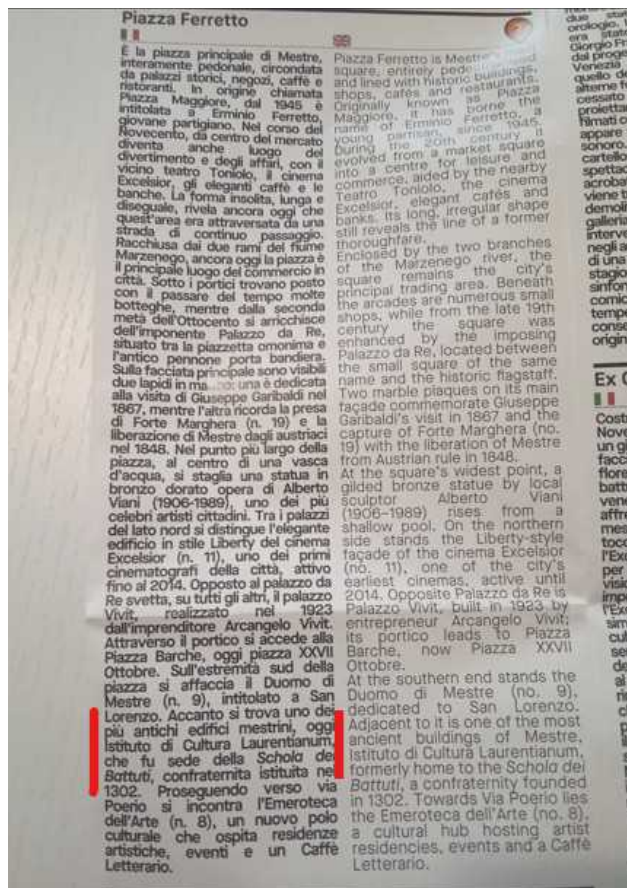 Piazza Ferretto
È la piazza principale di Mestre,
interamente pedonale, circondata
da palazzi storici, negozi, caffè e
ristoranti. In origine chiamata
Piazza Maggiore, dal 1945 è
intitolata a Erminio Ferretto,
giovane partigiano. Nel corso del
Novecento, da centro del mercato
diventa anche luogo del
divertimento e degli affari, con il
vicino teatro Toniolo, il cinema
Excelsior, gli eleganti caffè e le
banche. La forma insolita, lunga e
diseguale, rivela ancora oggi che
quest'area era attraversata da una
strada di continuo passaggio.
Racchiusa dai due rami del fiume
Marzenego, ancora oggi la piazza è
il principale luogo del commercio in
città. Sotto i portici trovano posto
con il passare del tempo molte
botteghe, mentre dalla seconda
metà dell'Ottocento si arricchisce
dell'imponente Palazzo da Re,
situato tra la piazzetta omonima e
l'antico pennone porta bandiera.
Sulla facciata principale sono visibili
due lapidi in una è dedicata
alla visita di Giuseppe Garibaldi nel
1867, mentre l'altra ricorda la presa
di Forte Marghera (n. 19) e la
liberazione di Mestre dagli austriaci
nel 1848. Nel punto più largo della
piazza, al centro di una vasca
d'acqua, si staglia una statua in
bronzo dorato opera di Alberto
Viani (1906-1989), uno dei più
celebri artisti cittadini. Tra i palazzi
del lato nord si distingue l'elegante
edificio in stile Liberty del cinema
Excelsior (n. 11), uno dei primi
cinematografi della città, attivo
fino al 2014. Opposto al palazzo da
Re svetta, su tutti gli altri, il palazzo
Vivit, realizzato nel 1923
dall'imprenditore Arcangelo Vivit.
Attraverso il portico si accede alla
Piazza Barche, oggi piazza XXVII
Ottobre. Sull'estremità sud della
piazza si affaccia il Duomo di
Mestre (n. 9), intitolato a San
Lorenzo. Accanto si trova uno dei
più antichi edifici mestrini, oggi
Istituto di Cultura Laurentianum,
che fu sede della Schola dei
Battuti, confraternita istituita nel
1302. Proseguendo verso via
Poerio si incontra l'Emeroteca
dell'Arte (n. 8), un nuovo polo
culturale che ospita residenze
artistiche, eventi e un Caffè
Letterario.
Piazza Ferretto is
square, entirely
and lined with historic buildings,
shops, cafés and restaurants.
Originally known as Piazza
Maggiore, it has borne the
name of Erminio Ferretto, a
young partisan, since 1945.
During the 20th century it
evolved from a market square
into a centre for leisure and
commerce, aided by the nearby
Teatro Toniolo, the cinema
Excelsior, elegant cafés and
banks. Its long, irregular shape
still reveals the line of a former
thoroughfare.
Enclosed by the two branches
of the Marzenego river, the
square remains the city's
principal trading area. Beneath
the arcades are numerous small
shops, while from the late 19th
century the square was
enhanced by the imposing
Palazzo da Re, located between
the small square of the same
name and the historic flagstaff.
Two marble plaques on its main
façade commemorate Giuseppe
Garibaldi's visit in 1867 and the
capture of Forte Marghera (no.
19) with the liberation of Mestre
from Austrian rule in 1848.
At the square's widest point, a
gilded bronze statue by local
sculptor Alberto Viani
(1906–1989) rises from a
shallow pool. On the northern
side stands the Liberty-style
façade of the cinema Excelsior
(no. 11), one of the city's
earliest cinemas, active until
2014. Opposite Palazzo da Re is
Palazzo Vivit, built in 1923 by
entrepreneur Arcangelo Vivit;
its portico leads to Piazza
Barche, now Piazza XXVII
Ottobre.
At the southern end stands the
Duomo di Mestre (no. 9),
dedicated to San Lorenzo.
Adjacent to it is one of the most
ancient buildings of Mestre,
Istituto di Cultura Laurentianum,
formerly home to the Schola dei
Battuti, a confraternity founded
in 1302. Towards Via Poerio lies
the Emeroteca dell'Arte (no. 8),
a cultural hub hosting artist
residencies, events and a Caffè
Letterario.
due
orologio.
era
Giorgio
dal
Venezia
quello
alterne
cessato
filmati
appare
sonoro.
viene
negli
di una
Ex
un
per